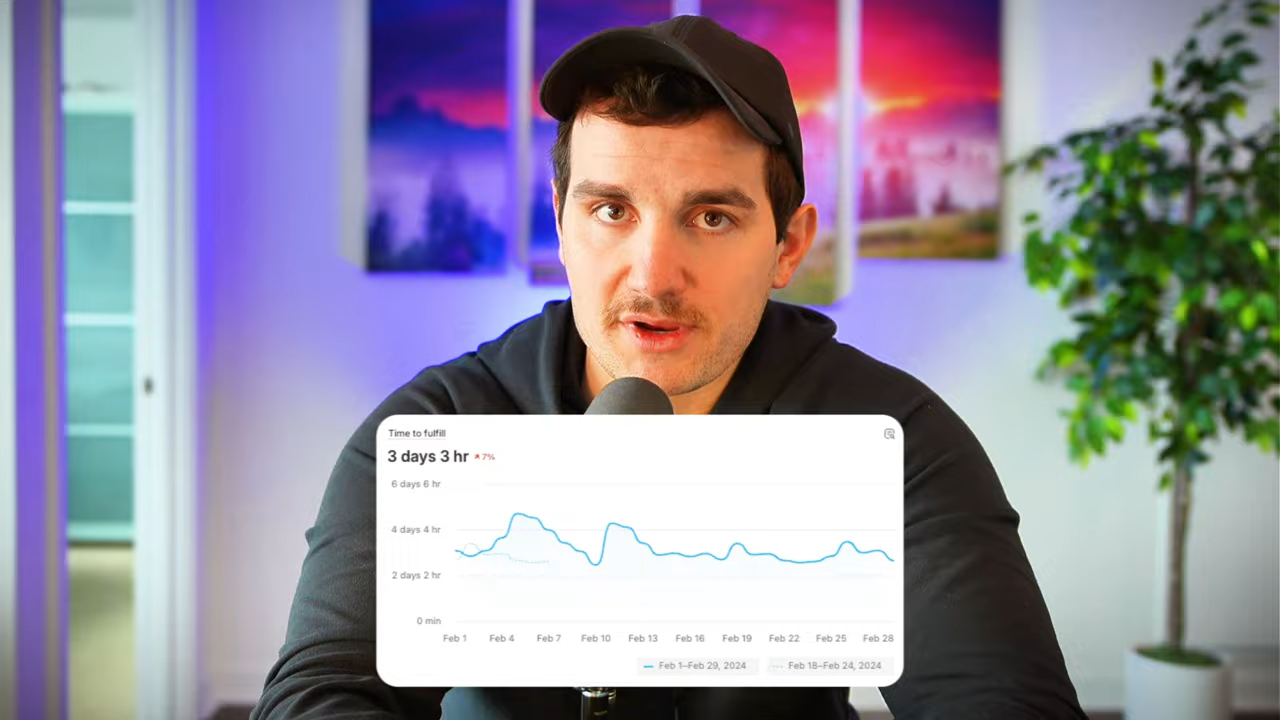 Time to fulfill
3 days 3 hr ↗ 7%
6 days 6 hr
4 days 4 hr
2 days 2 hr
0 min
Feb 1 Feb 4 Feb 7 Feb 10 Feb 13 Feb 16 Feb 19 Feb 22 Feb 25 Feb 28
Feb 1–Feb 29, 2024 Feb 18–Feb 24, 2024